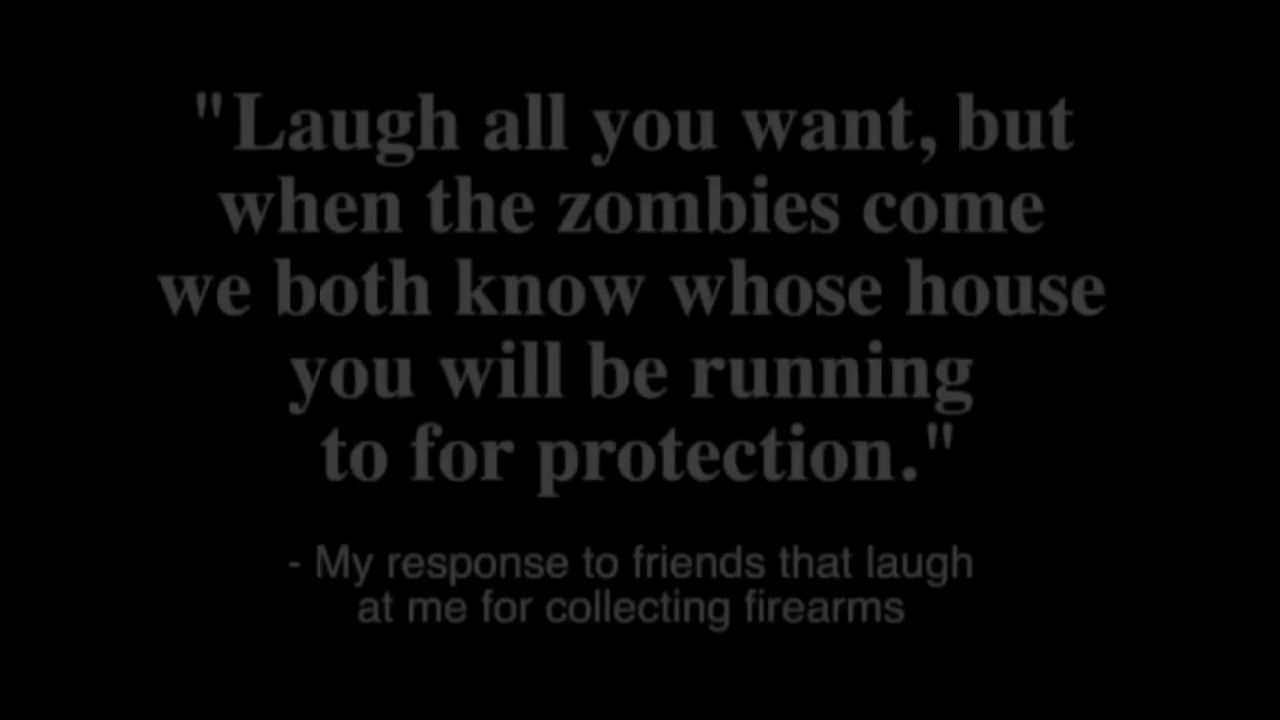 "Laugh all you want, but
when the zombies come
we both know whose house
you will be running
to for protection."
- My response to friends that laugh
at me for collecting firearms